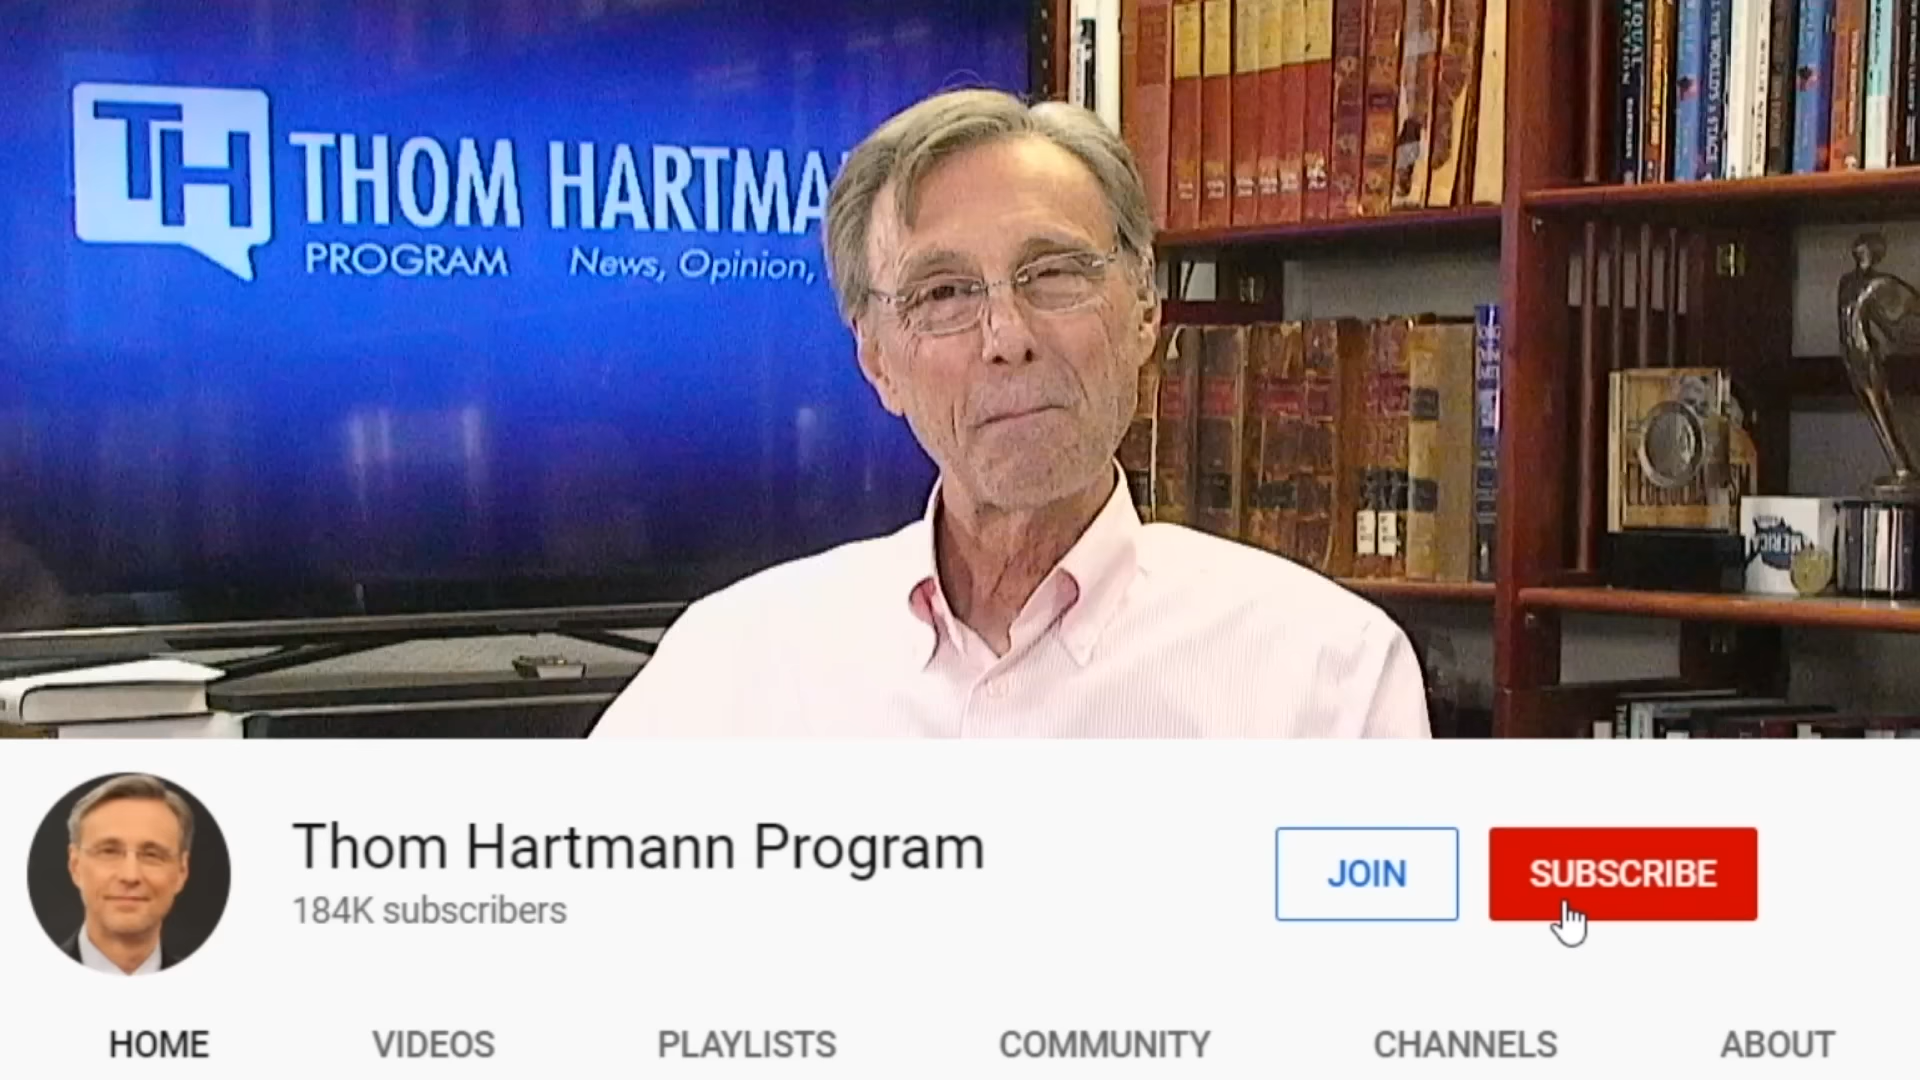 TH
THOM HARTMA
PROGRAM News, Opinion,
Thom Hartmann Program
184K subscribers
JOIN
SUBSCRIBE
HOME VIDEOS PLAYLISTS COMMUNITY CHANNELS ABOUT